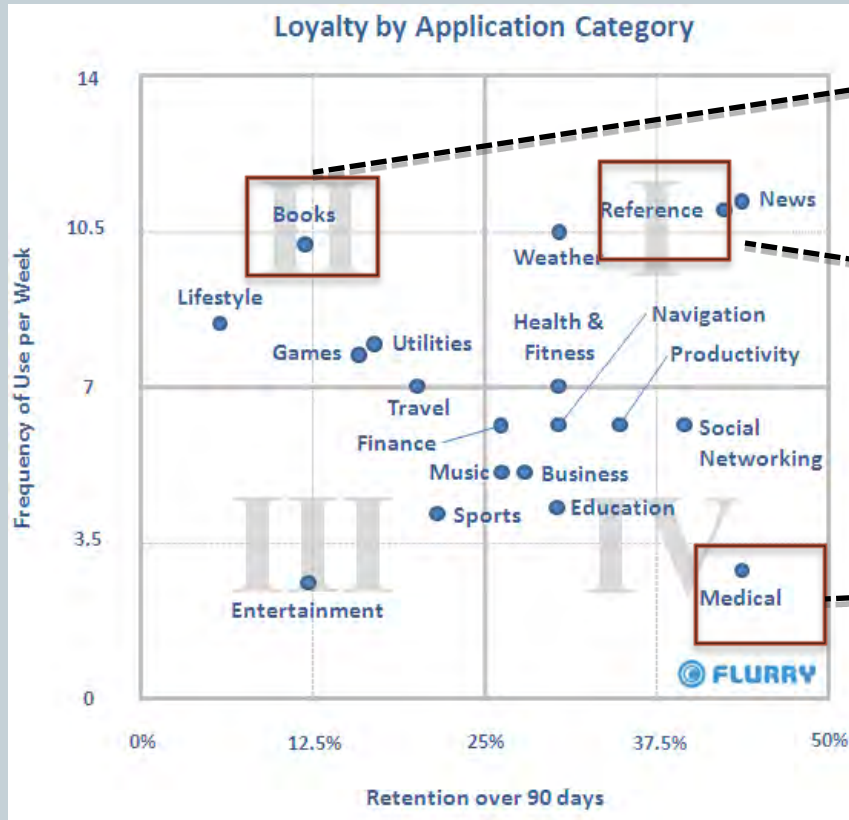 Loyalty by Application Category
Frequency of Use per Week
14
10.5
7
3.5
0
II
I
III
IV
Books
Reference
News
Weather
Lifestyle
Games
Utilities
Health &
Fitness
Navigation
Productivity
Travel
Finance
Social
Networking
Music
Business
Sports
Education
Entertainment
Medical
FLURRY
0%
12.5%
25%
37.5%
50%
Retention over 90 days